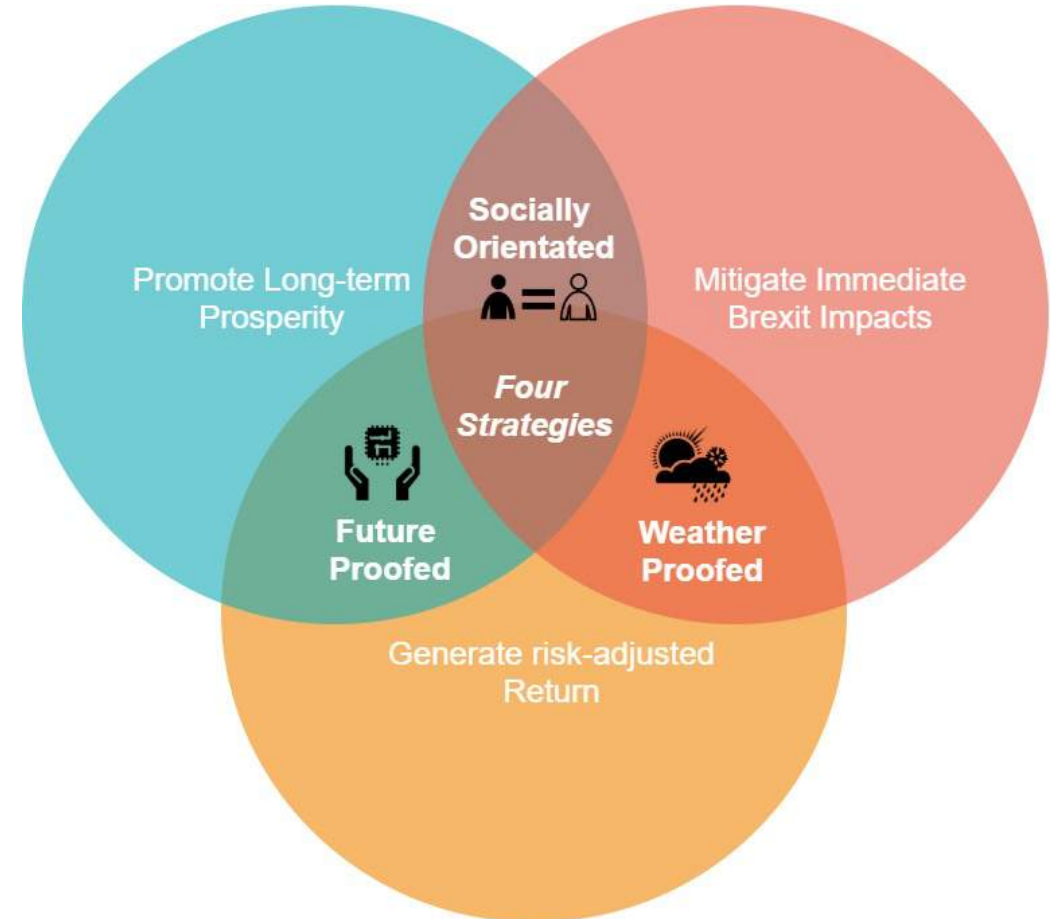 Socially
Orientated
Promote Long-term
Prosperity
Mitigate Immediate
Brexit Impacts
Four
Strategies
Future
Proofed
Weather
Proofed
Generate risk-adjusted
Return